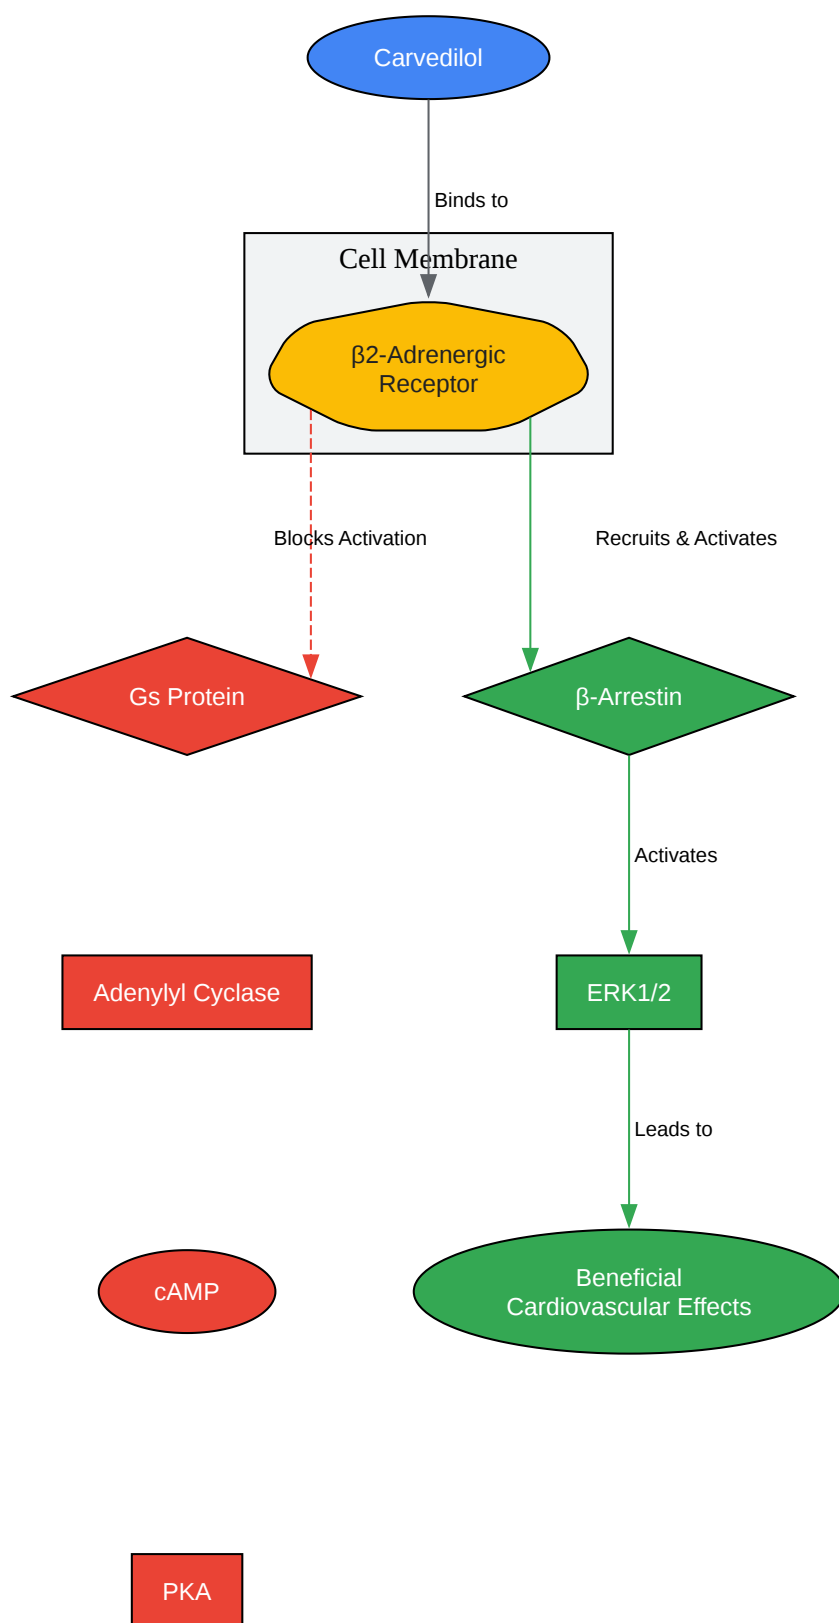 Carvedilol
Binds to
Cell Membrane
β2-Adrenergic
Receptor
Blocks Activation
Recruits & Activates
Gs Protein
β-Arrestin
Activates
Adenylyl Cyclase
ERK1/2
Leads to
cAMP
Beneficial
Cardiovascular Effects
PKA